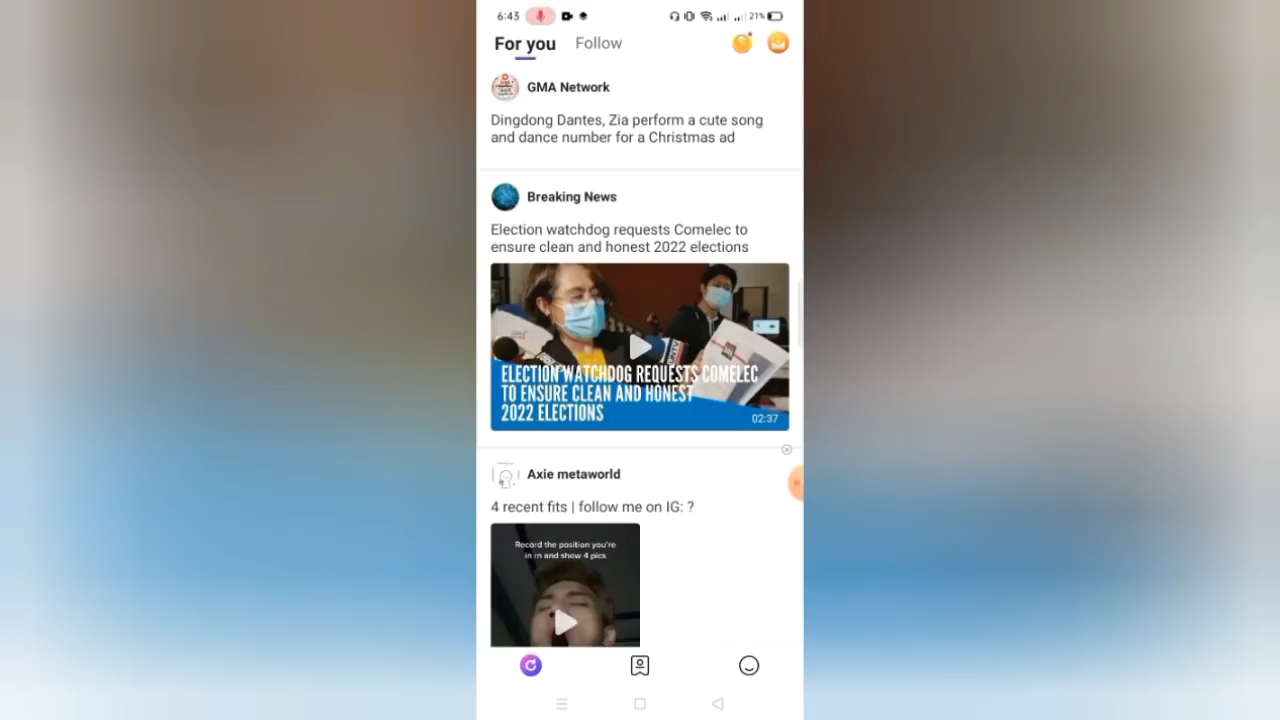 6:43
21%
For you Follow
GMA Network
Dingdong Dantes, Zia perform a cute song
and dance number for a Christmas ad
Breaking News
Election watchdog requests Comelec to
ensure clean and honest 2022 elections
ELECTION WATCHDOG REQUESTS COMELEC
TO ENSURE CLEAN AND HONEST
2022 ELECTIONS
02:37
Axie metaworld
4 recent fits | follow me on IG: ?
Record the position you're
in rn and show 4 pics